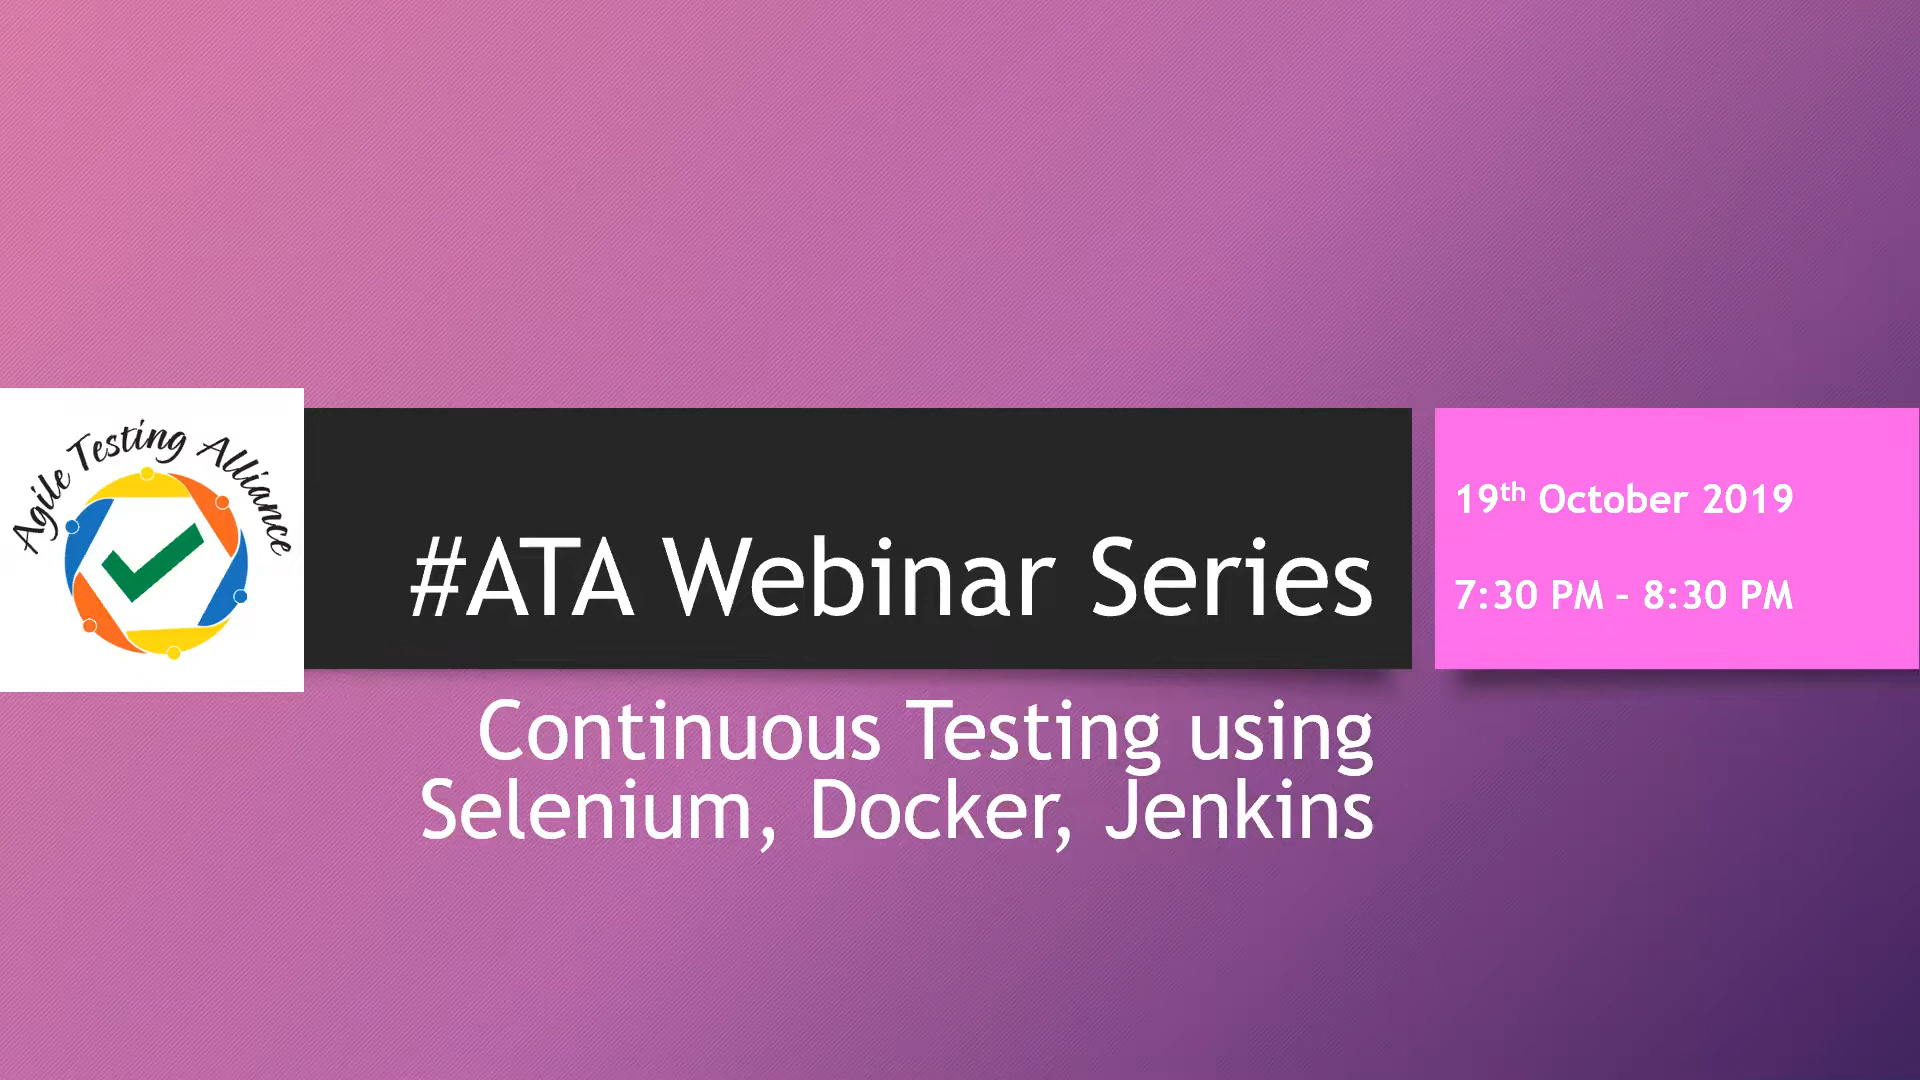 Agile Testing Alliance
#ATA Webinar Series
19th October 2019
7:30 PM – 8:30 PM
Continuous Testing using
Selenium, Docker, Jenkins